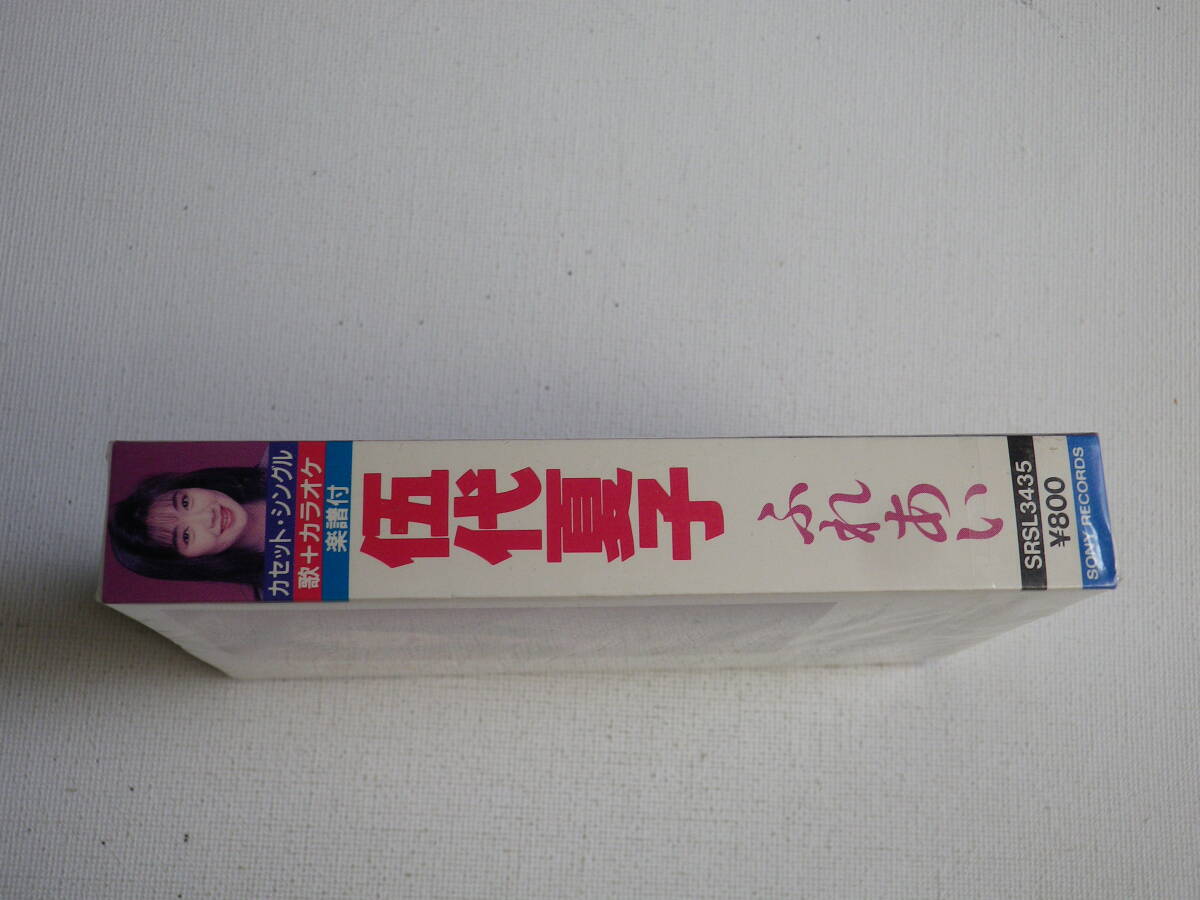 カセット・シングル
歌+カラオケ
楽譜付
伍代夏子
ふれあい
SRSL3435
¥800
SONY RECORDS